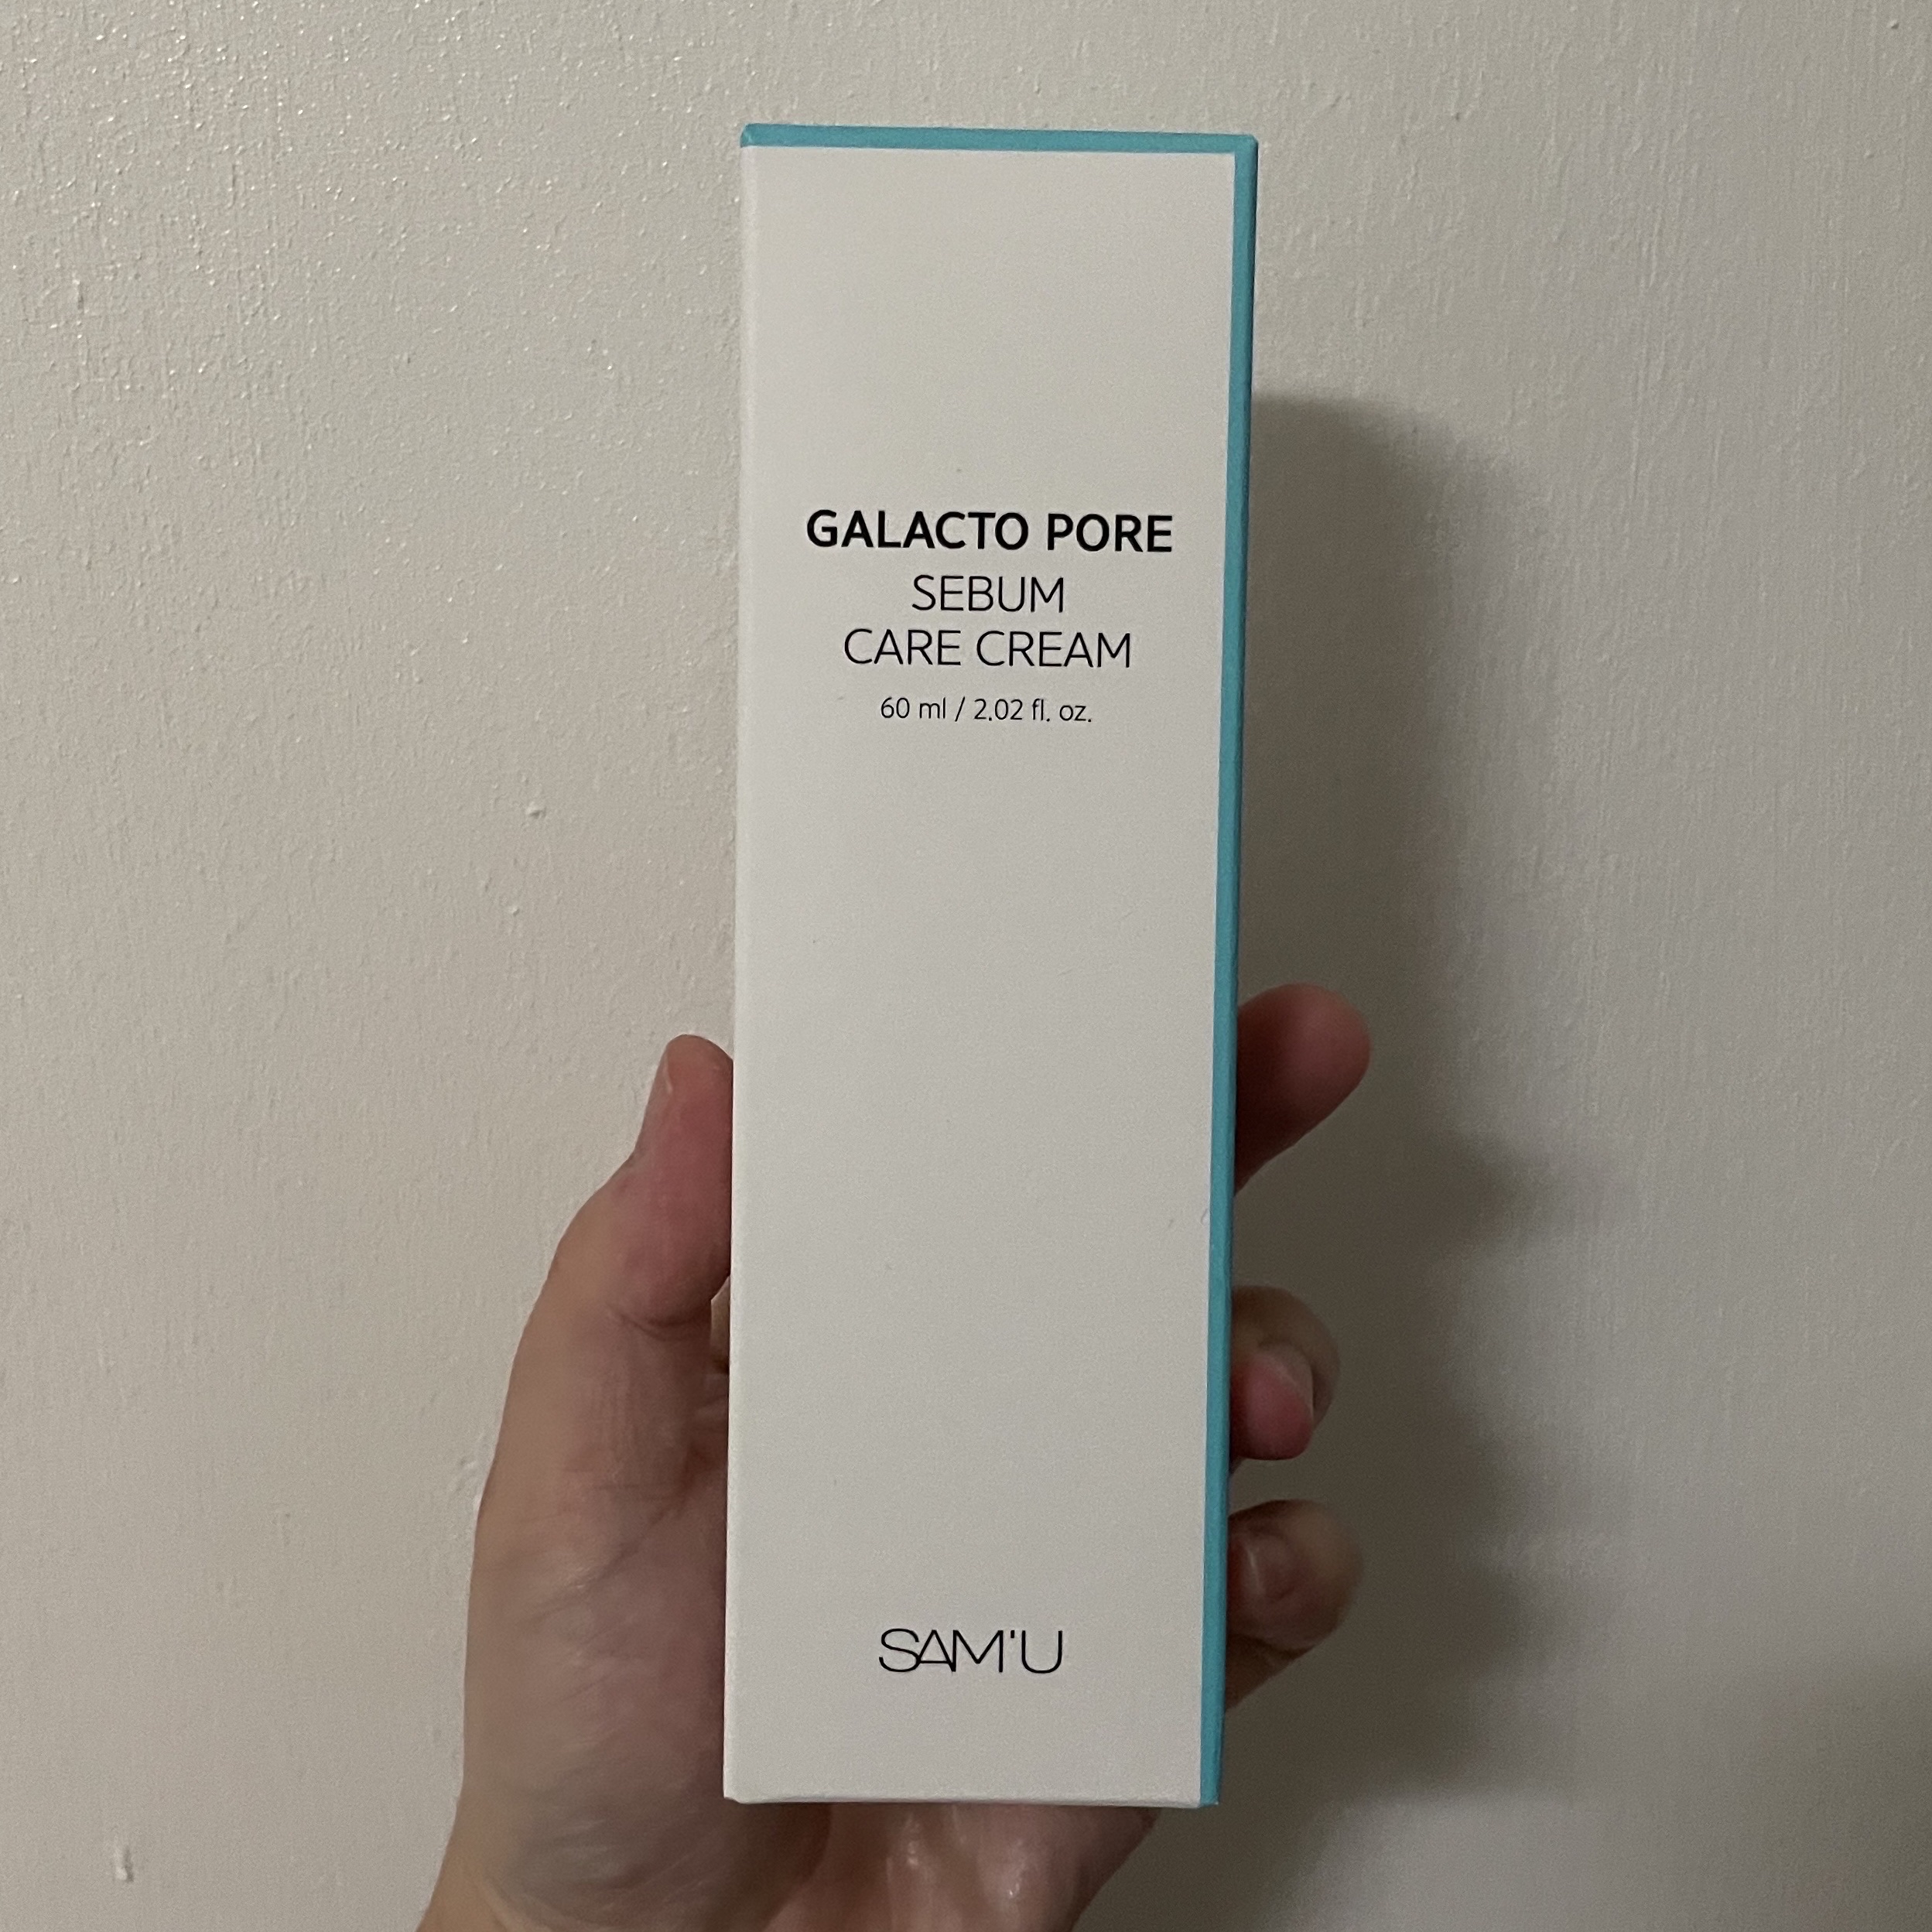 GALACTO PORE
SEBUM
CARE CREAM
60 ml / 2.02 fl. oz.
SAM'U